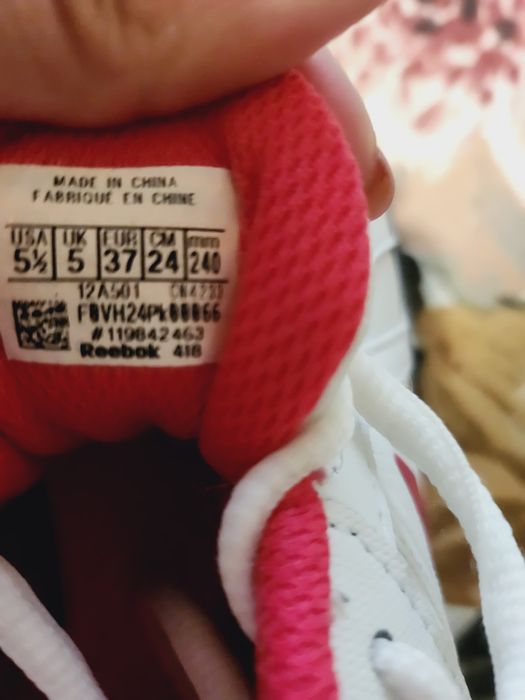 MADE IN CHINA
FABRIQUÉ EN CHINE
USA UK EUR CM mm
5½ 5 37 24 240
12A501
#119842463
Reebok 418